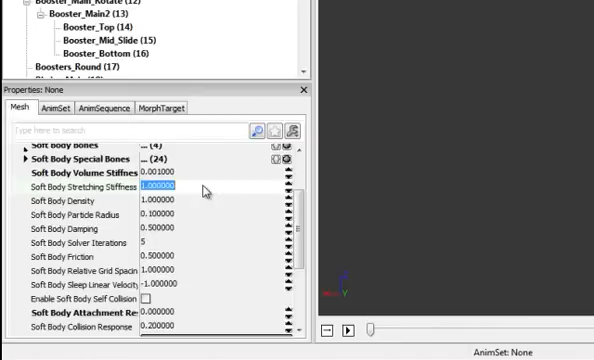 Booster_Main_Rotate (12)
Booster_Main2 (13)
Booster_Top (14)
Booster_Mid_Slide (15)
Booster_Bottom (16)
Boosters_Round (17)
Properties: None
Mesh AnimSet AnimSequence MorphTarget
Type here to search
Soft Body Bones ... (4)
Soft Body Special Bones ... (24)
Soft Body Volume Stiffnes 0.001000
Soft Body Stretching Stiffness 1.000000
Soft Body Density 1.000000
Soft Body Particle Radius 0.100000
Soft Body Damping 0.500000
Soft Body Solver Iterations 5
Soft Body Friction 0.500000
Soft Body Relative Grid Spacin 1.000000
Soft Body Sleep Linear Velocity -1.000000
Enable Soft Body Self Collision
Soft Body Attachment Re 0.000000
Soft Body Collision Response 0.200000
Y
AnimSet: None